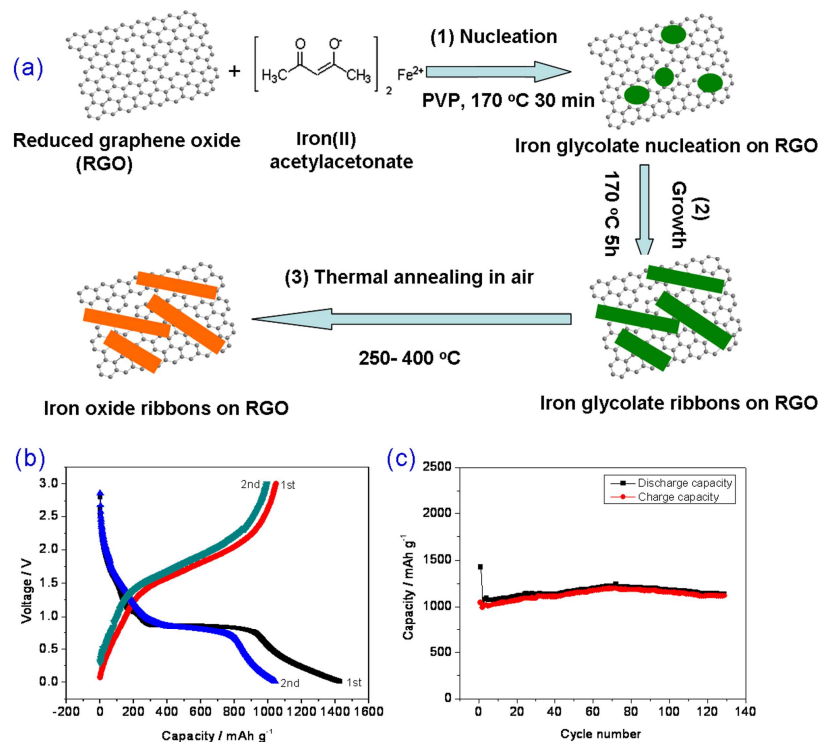 (a)
+
O
O-
H3C
CH3
2
Fe2+
(1) Nucleation
PVP, 170 oC 30 min
Reduced graphene oxide
(RGO)
Iron(II)
acetylacetonate
Iron glycolate nucleation on RGO
(2)
Growth
170 oC 5h
(3) Thermal annealing in air
250- 400 oC
Iron oxide ribbons on RGO
Iron glycolate ribbons on RGO
(b)
3.0
2.5
2.0
1.5
1.0
0.5
0.0
Voltage / V
2nd
1st
2nd
1st
-200 0 200 400 600 800 1000 1200 1400 1600
Capacity / mAh g-1
(c)
2500
2000
1500
1000
500
0
Capacity / mAh g-1
Discharge capacity
Charge capacity
0 20 40 60 80 100 120 140
Cycle number